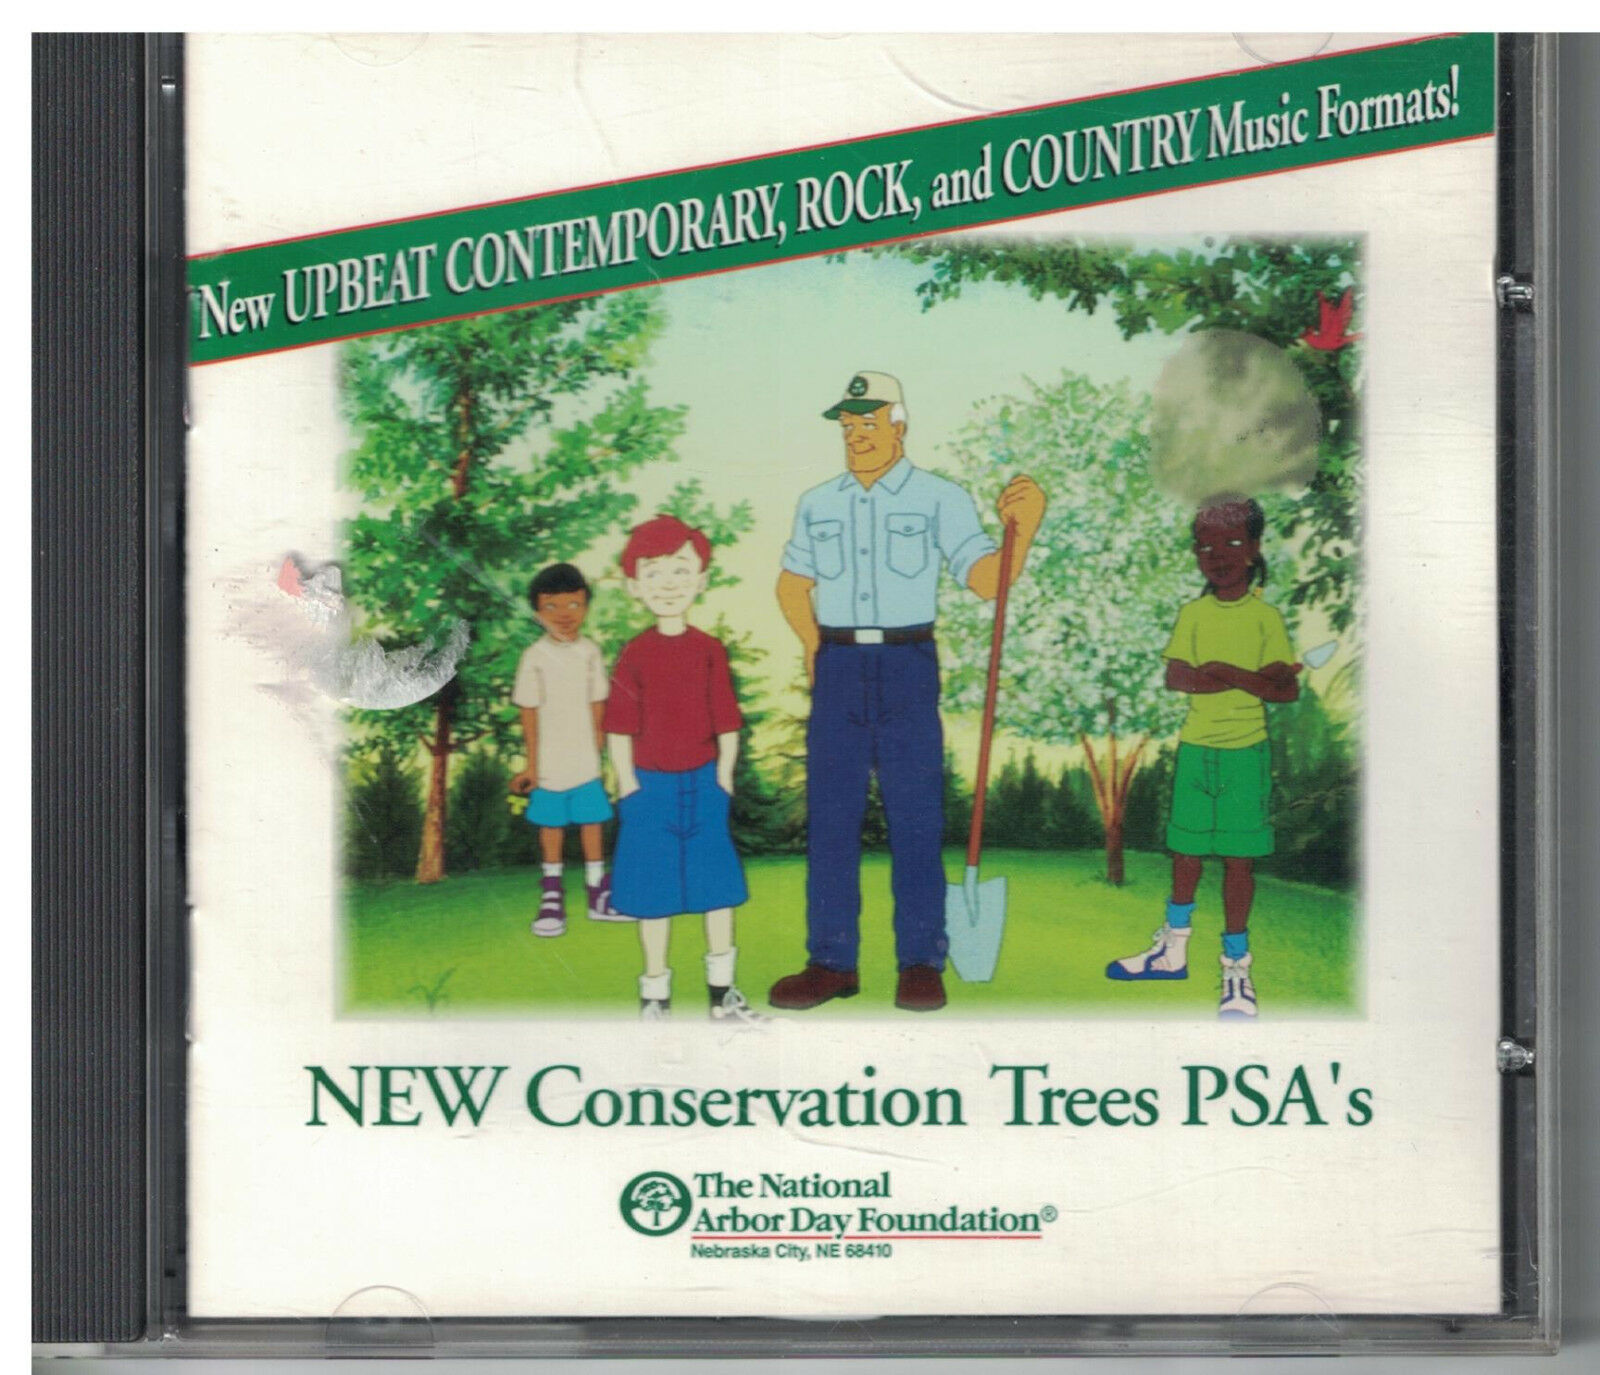 New UPBEAT CONTEMPORARY, ROCK, and COUNTRY Music Formats!
NEW Conservation Trees PSA's
The National
Arbor Day Foundation®
Nebraska City, NE 68410